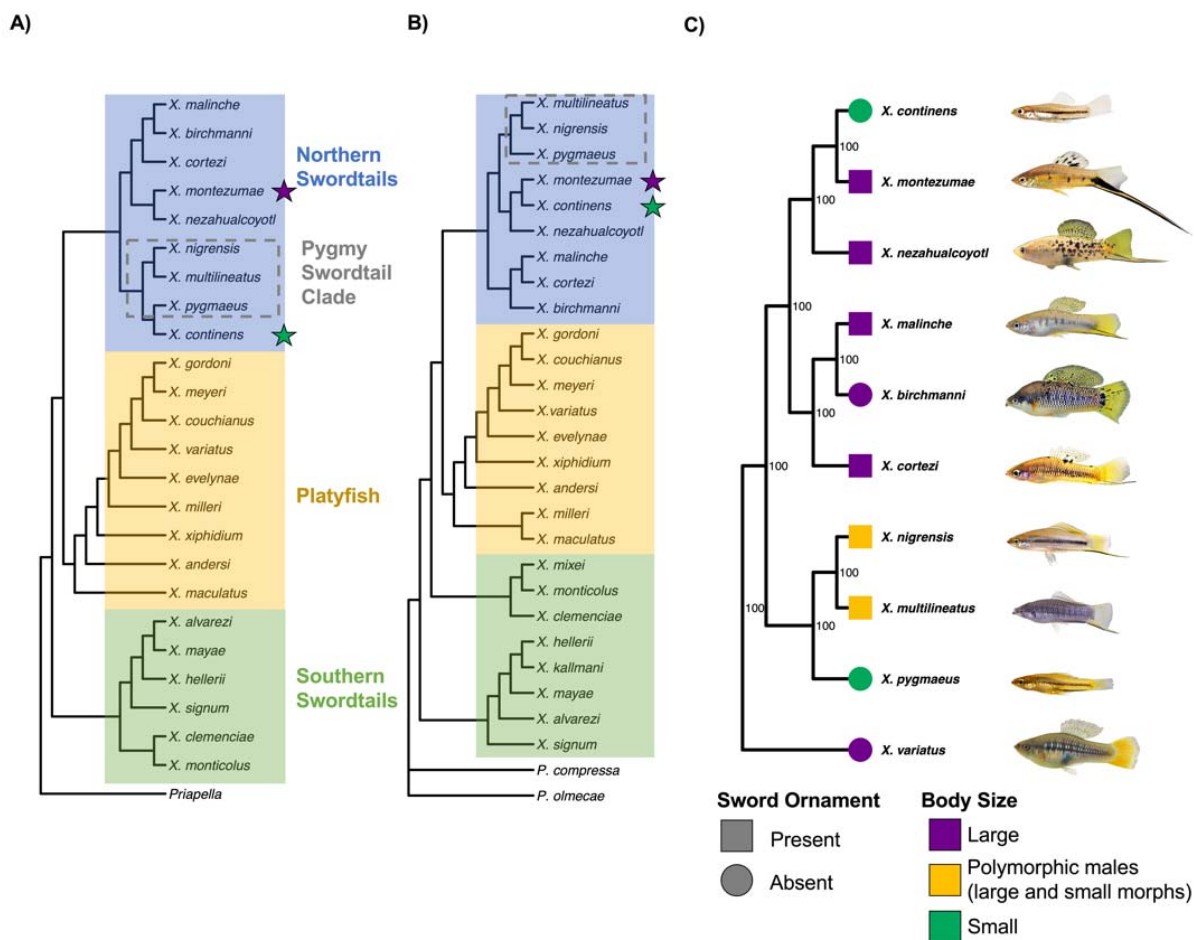 A)
X. malinche
X. birchmanni
X. cortezi
X. montezumae
X. nezahualcoyotl
X. nigrensis
X. multilineatus
X. pygmaeus
X. continens
X. gordoni
X. meyeri
X. couchianus
X. variatus
X. evelynae
X. milleri
X. xiphidium
X. andersi
X. maculatus
X. alvarezi
X. mayae
X. hellerii
X. signum
X. clemenciae
X. monticolus
Priapella
Northern
Swordtails
Pygmy
Swordtail
Clade
Platyfish
Southern
Swordtails
B)
X. multilineatus
X. nigrensis
X. pygmaeus
X. montezumae
X. continens
X. nezahualcoyotl
X. malinche
X. cortezi
X. birchmanni
X. gordoni
X. couchianus
X. meyeri
X.variatus
X. evelynae
X. xiphidium
X. andersi
X. milleri
X. maculatus
X. mixei
X. monticolus
X. clemenciae
X. hellerii
X. kallmani
X. mayae
X. alvarezi
X. signum
P. compressa
P. olmecae
C)
X. continens
100
X. montezumae
100
X. nezahualcoyotl
100
X. malinche
100
X. birchmanni
100
X. cortezi
100
X. nigrensis
100
X. multilineatus
100
100
X. pygmaeus
X. variatus
Sword Ornament
Present
Absent
Body Size
Large
Polymorphic males
(large and small morphs)
Small